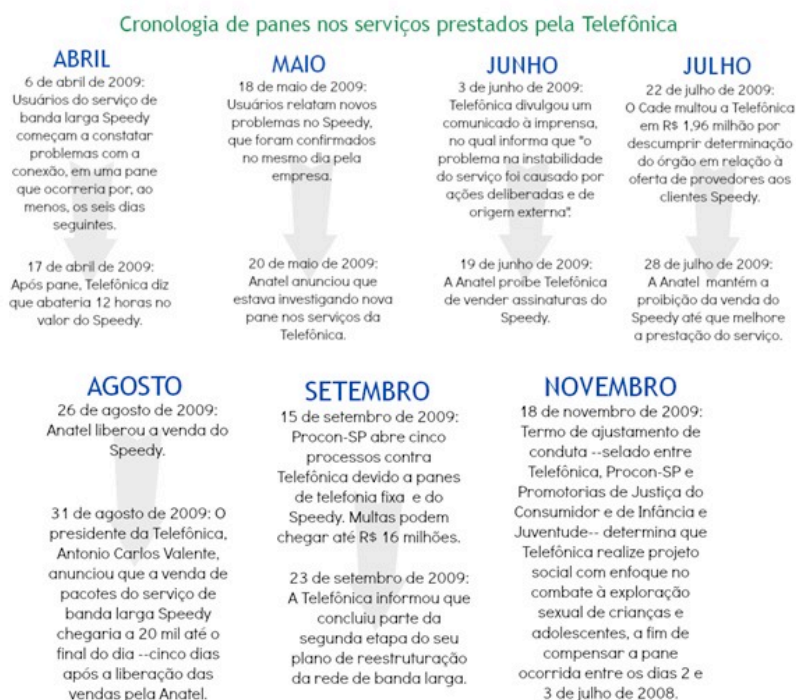 Cronologia de panes nos serviços prestados pela Telefônica
ABRIL
6 de abril de 2009:
Usuários do serviço de
banda larga Speedy
começam a constatar
problemas com a
conexão, em uma pane
que ocorreria por, ao
menos, os seis dias
seguintes.
17 de abril de 2009:
Após pane, Telefônica diz
que abateria 12 horas no
valor do Speedy.
MAIO
18 de maio de 2009:
Usuários relatam novos
problemas no Speedy,
que foram confirmados
no mesmo dia pela
empresa.
20 de maio de 2009:
Anatel anunciou que
estava investigando nova
pane nos serviços da
Telefônica.
JUNHO
3 de junho de 2009:
Telefônica divulgou um
comunicado à imprensa,
no qual informa que "o
problema na instabilidade
do serviço foi causado por
ações deliberadas e de
origem externa".
19 de junho de 2009:
A Anatel proíbe Telefônica
de vender assinaturas do
Speedy.
JULHO
22 de julho de 2009:
O Cade multou a Telefônica
em R$ 1,96 milhão por
descumprir determinação
do órgão em relação à
oferta de provedores aos
clientes Speedy.
28 de julho de 2009:
A Anatel mantém a
proibição da venda do
Speedy até que melhore
a prestação do serviço.
AGOSTO
26 de agosto de 2009:
Anatel liberou a venda do
Speedy.
31 de agosto de 2009: O
presidente da Telefônica,
Antonio Carlos Valente,
anunciou que a venda de
pacotes do serviço de
banda larga Speedy
chegaria a 20 mil até o
final do dia --cinco dias
após a liberação das
vendas pela Anatel.
SETEMBRO
15 de setembro de 2009:
Procon-SP abre cinco
processos contra
Telefônica devido a panes
de telefonia fixa e do
Speedy. Multas podem
chegar até R$ 16 milhões.
23 de setembro de 2009:
A Telefônica informou que
concluiu parte da
segunda etapa do seu
plano de reestruturação
da rede de banda larga.
NOVEMBRO
18 de novembro de 2009:
Termo de ajustamento de
conduta --selado entre
Telefônica, Procon-SP e
Promotorias de Justiça do
Consumidor e de Infância e
Juventude-- determina que
Telefônica realize projeto
social com enfoque no
combate à exploração
sexual de crianças e
adolescentes, a fim de
compensar a pane
ocorrida entre os dias 2 e
3 de julho de 2008.